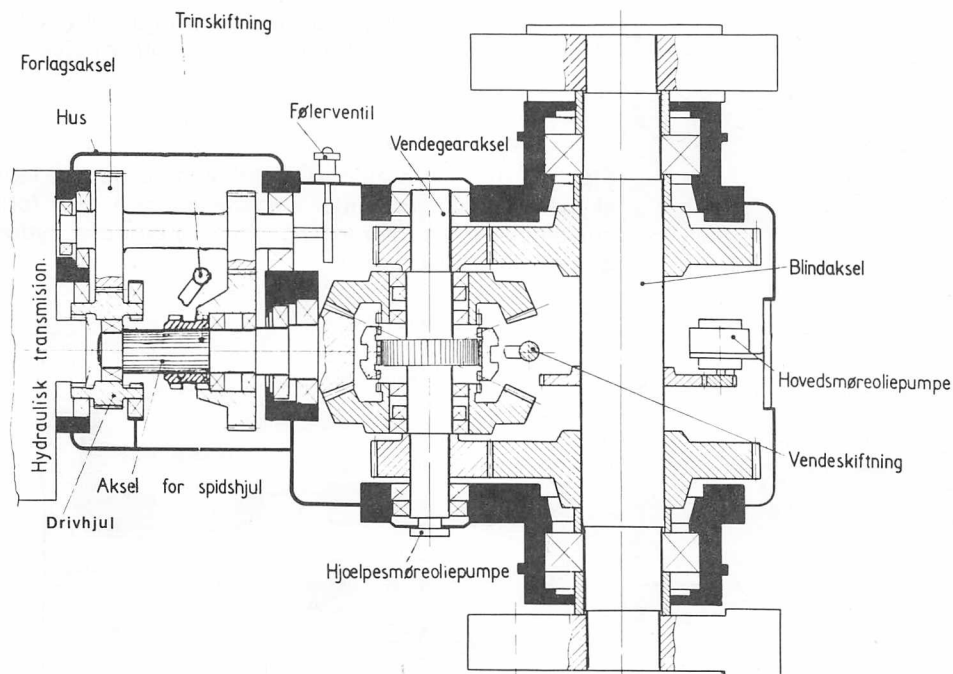 Trinskiftning
Forlagsaksel
Hus
Følerventil
Vendegearaksel
Blindaksel
Hydraulisk transmision.
Hovedsmøreoliepumpe
Vendeskiftning
Aksel for spidshjul
Drivhjul
Hjælpesmøreoliepumpe